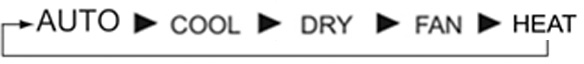 AUTO ▶ COOL ▶ DRY ▶ FAN ▶ HEAT